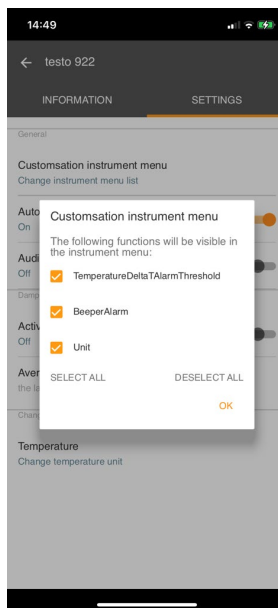 14:49
testo 922
INFORMATION SETTINGS
General
Customsation instrument menu
Change instrument menu list
Auto
On
Customsation instrument menu
The following functions will be visible in
the instrument menu:
TemperatureDeltaTAlarmThreshold
BeeperAlarm
Unit
SELECT ALL DESELECT ALL
OK
Audi
Off
Damp
Activ
Off
Aver
the la
Chang
Temperature
Change temperature unit